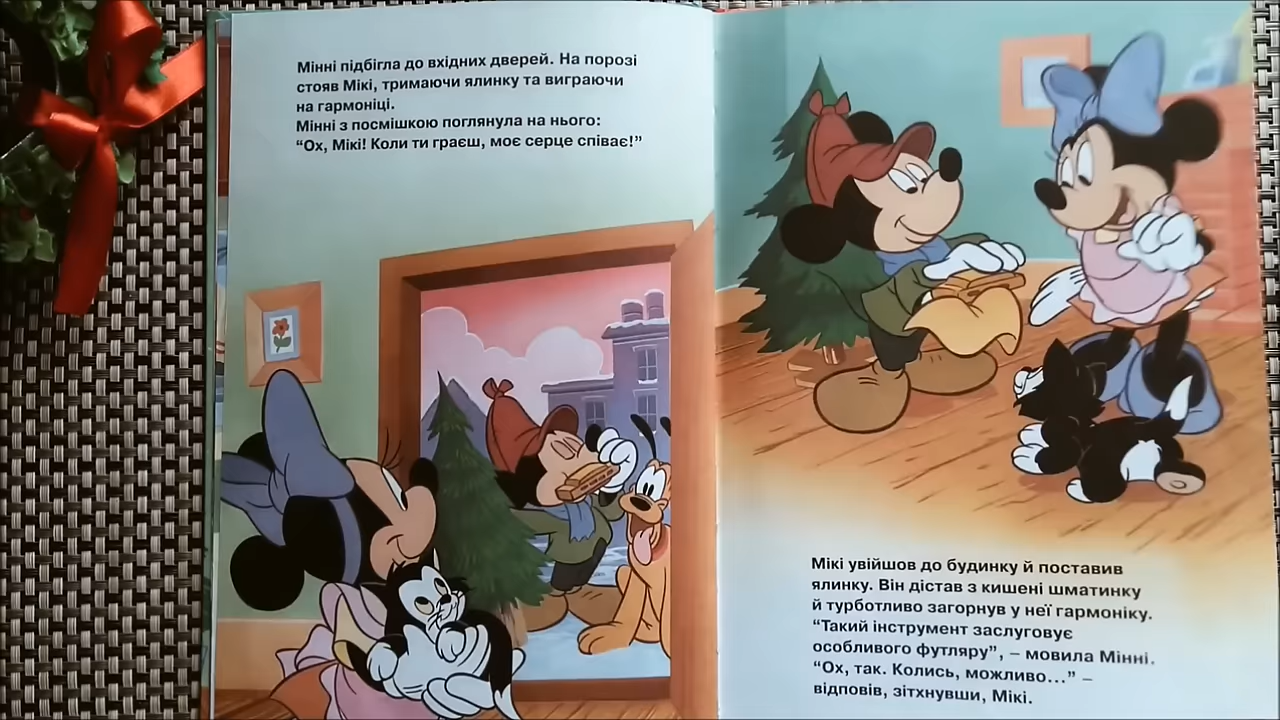 Мінні підбігла до вхідних дверей. На порозі
стояв Мікі, тримаючи ялинку та виграючи
на гармоніці.
Мінні з посмішкою поглянула на нього:
“Ох, Мікі! Коли ти граєш, моє серце співає!”
Мікі увійшов до будинку й поставив
ялинку. Він дістав з кишені шматинку
й турботливо загорнув у неї гармоніку.
“Такий інструмент заслуговує
особливого футляру”, – мовила Мінні.
“Ох, так. Колись, можливо…” –
відповів, зітхнувши, Мікі.